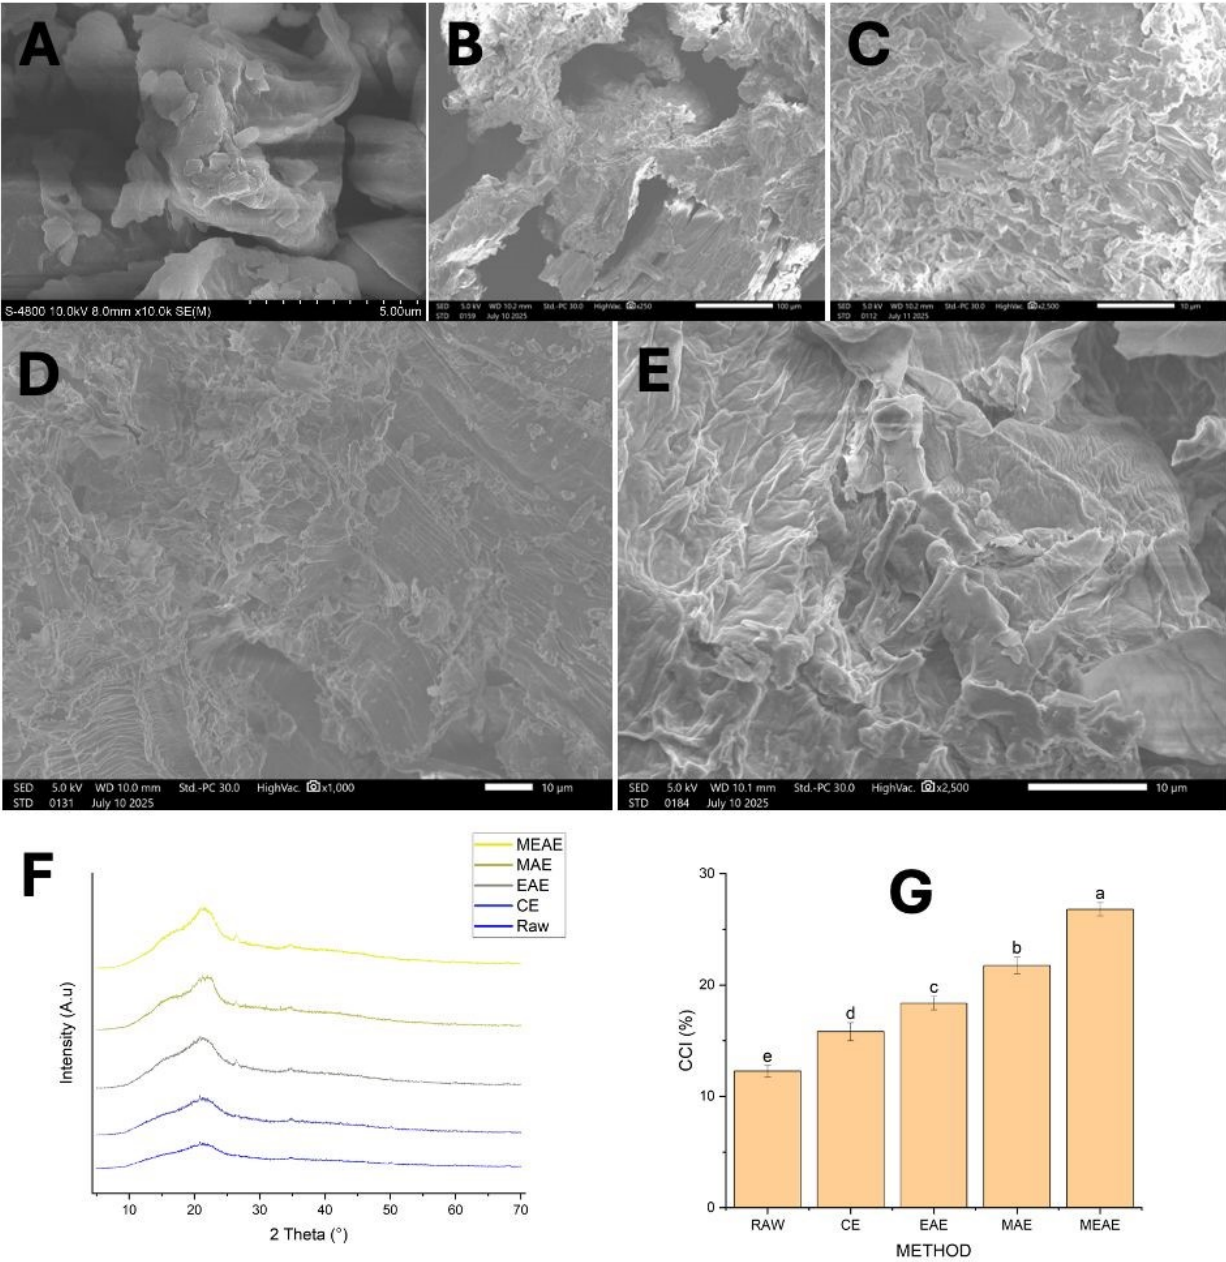 A
B
C
S-4800 10.0kV 8.0mm x10.0k SE(M) 5.00um
SED 5.0 kV WD 10.2 mm Std.-PC 30.0 HighVac. x250 100 µm
STD 0159 July 10 2025
SED 5.0 kV WD 10.2 mm Std.-PC 30.0 HighVac. x2,500 10 µm
STD 0112 July 11 2025
D
E
SED 5.0 kV WD 10.0 mm Std.-PC 30.0 HighVac. x1,000 10 µm
STD 0131 July 10 2025
SED 5.0 kV WD 10.1 mm Std.-PC 30.0 HighVac. x2,500 10 µm
STD 0184 July 10 2025
F
MEAE
MAE
EAE
CE
Raw
Intensity (A.u)
10 20 30 40 50 60 70
2 Theta (°)
G
30
20
10
0
CCI (%)
e
d
c
b
a
RAW CE EAE MAE MEAE
METHOD